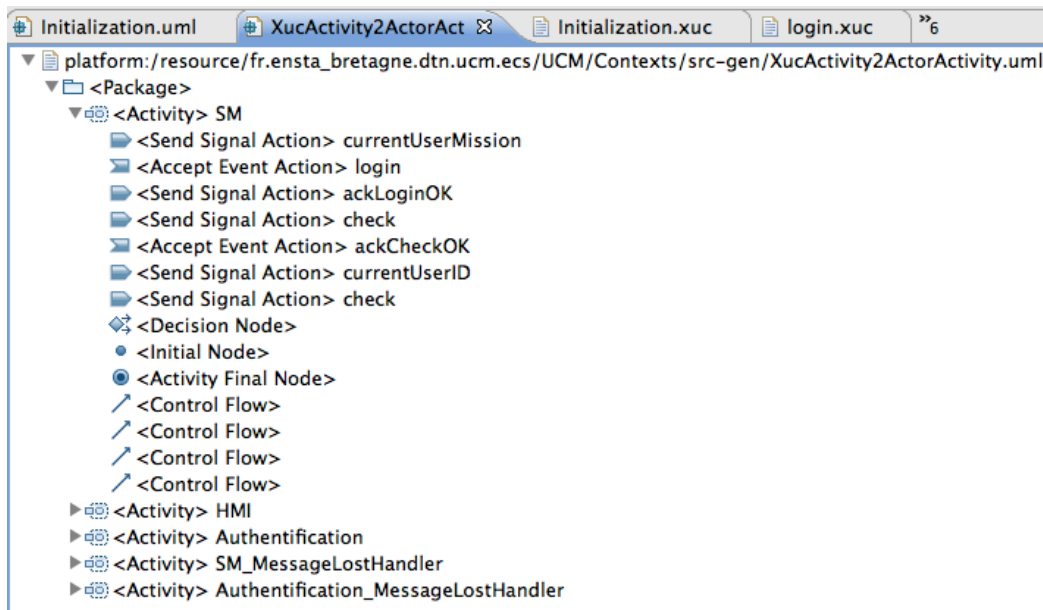 Initialization.uml XucActivity2ActorAct Initialization.xuc login.xuc »6
platform:/resource/fr.ensta_bretagne.dtn.ucm.ecs/UCM/Contexts/src-gen/XucActivity2ActorActivity.uml
<Package>
<Activity> SM
<Send Signal Action> currentUserMission
<Accept Event Action> login
<Send Signal Action> ackLoginOK
<Send Signal Action> check
<Accept Event Action> ackCheckOK
<Send Signal Action> currentUserID
<Send Signal Action> check
<Decision Node>
<Initial Node>
<Activity Final Node>
<Control Flow>
<Control Flow>
<Control Flow>
<Control Flow>
<Activity> HMI
<Activity> Authentification
<Activity> SM_MessageLostHandler
<Activity> Authentification_MessageLostHandler